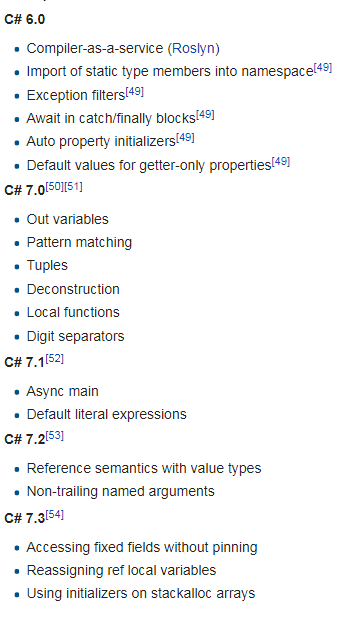 C# 6.0
Compiler-as-a-service (Roslyn)
Import of static type members into namespace[49]
Exception filters[49]
Await in catch/finally blocks[49]
Auto property initializers[49]
Default values for getter-only properties[49]
C# 7.0[50][51]
Out variables
Pattern matching
Tuples
Deconstruction
Local functions
Digit separators
C# 7.1[52]
Async main
Default literal expressions
C# 7.2[53]
Reference semantics with value types
Non-trailing named arguments
C# 7.3[54]
Accessing fixed fields without pinning
Reassigning ref local variables
Using initializers on stackalloc arrays